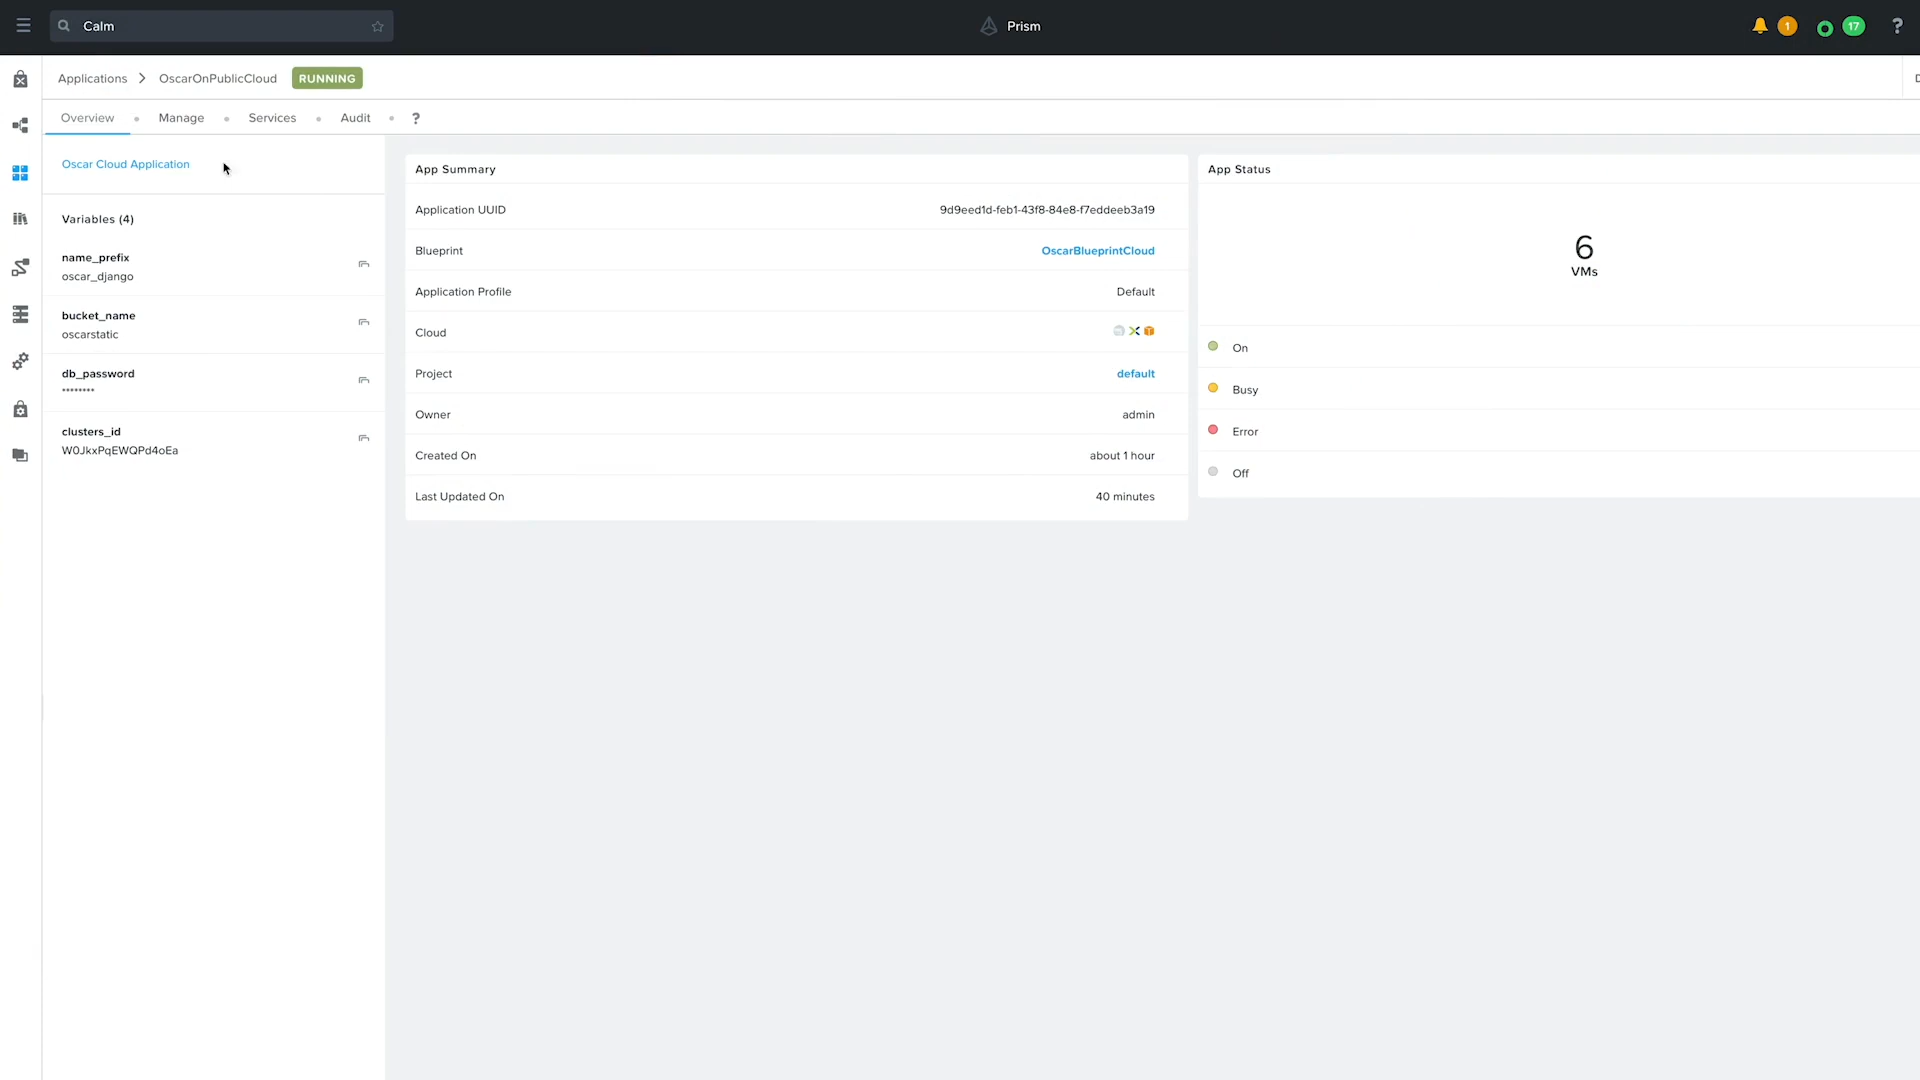 Calm
Prism
1
17
?
Applications
OscarOnPublicCloud
RUNNING
Overview
Manage
Services
Audit
?
Oscar Cloud Application
Variables (4)
name_prefix
oscar_django
bucket_name
oscarstatic
db_password
********
clusters_id
W0JkxPqEWQPd4oEa
App Summary
Application UUID
9d9eed1d-feb1-43f8-84e8-f7eddeeb3a19
Blueprint
OscarBlueprintCloud
Application Profile
Default
Cloud
Project
default
Owner
admin
Created On
about 1 hour
Last Updated On
40 minutes
App Status
6
VMs
On
Busy
Error
Off